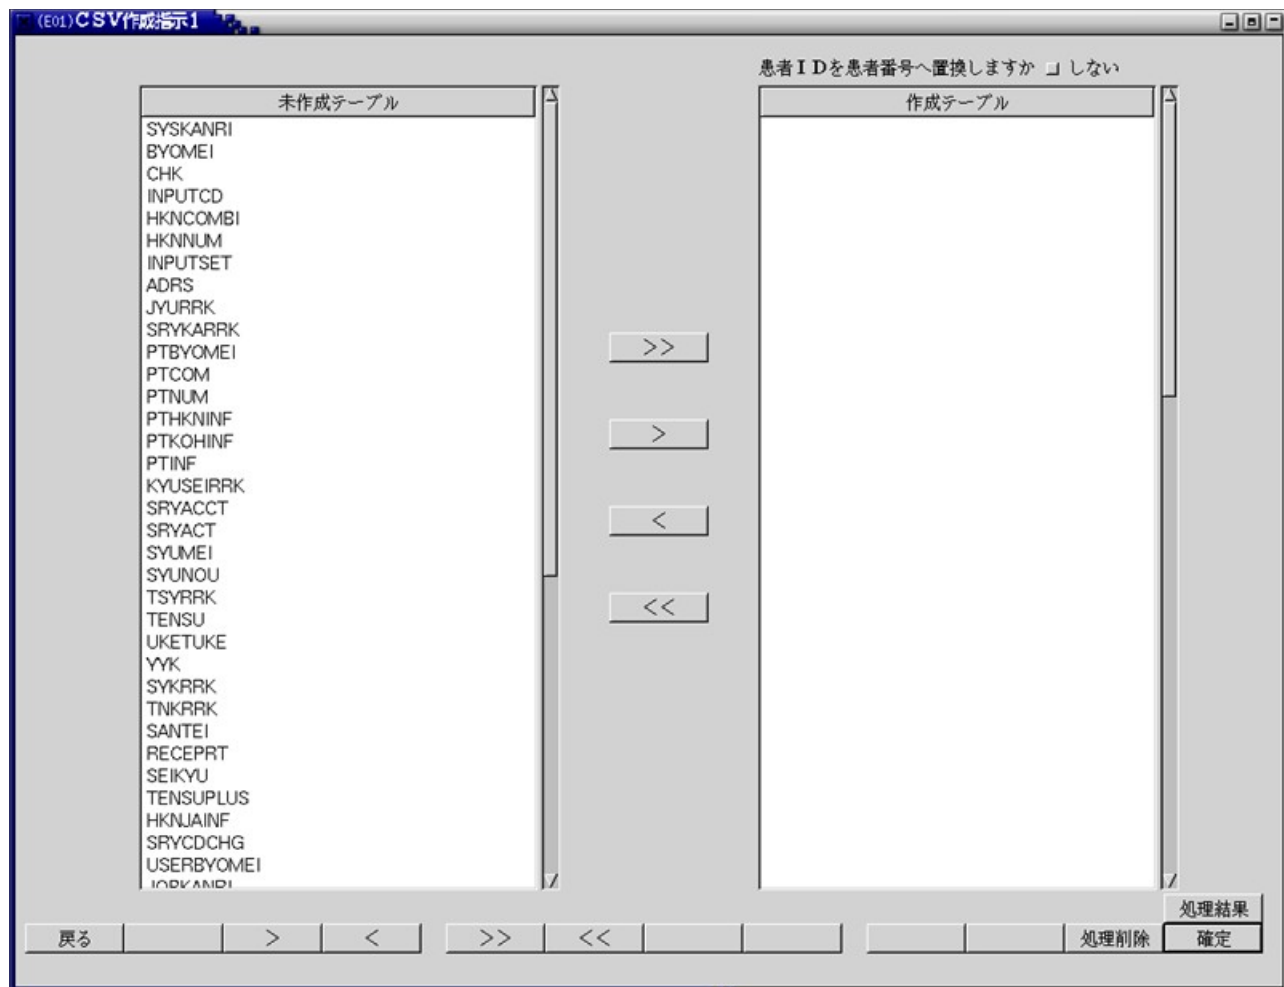 (E01)CSV作成指示1
患者IDを患者番号へ置換しますか しない
未作成テーブル
作成テーブル
SYSKANRI
BYOMEI
CHK
INPUTCD
HKNCOMBI
HKNNUM
INPUTSET
ADRS
JYURRK
SRYKARRK
PTBYOMEI
PTCOM
PTNUM
PTHKNINF
PTKOHINF
PTINF
KYUSEIRRK
SRYACCT
SRYACT
SYUMEI
SYUNOU
TSYRRK
TENSU
UKETUKE
YYK
SYKRRK
TNKRRK
SANTEI
RECEPRT
SEIKYU
TENSUPLUS
HKNJAINF
SRYCDCHG
USERBYOMEI
JOBKANRI
>>
>
<
<<
処理結果
戻る > < >> << 処理削除 確定